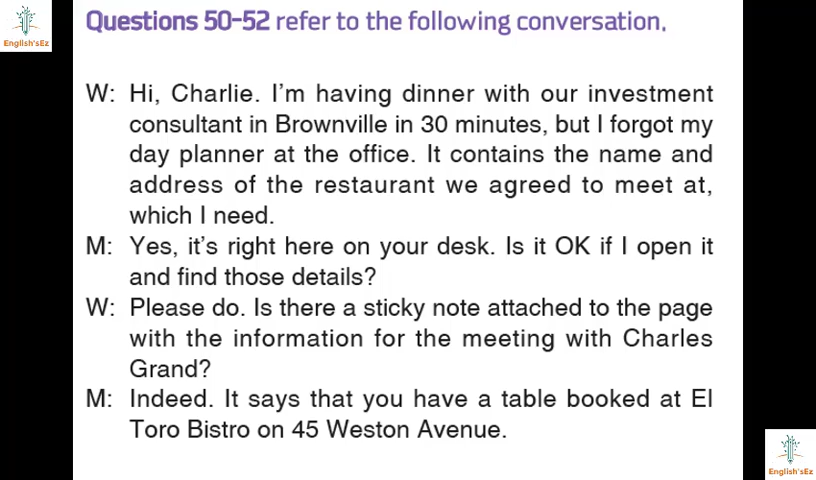 English'sEz
Questions 50-52 refer to the following conversation.
W: Hi, Charlie. I'm having dinner with our investment
consultant in Brownville in 30 minutes, but I forgot my
day planner at the office. It contains the name and
address of the restaurant we agreed to meet at,
which I need.
M: Yes, it's right here on your desk. Is it OK if I open it
and find those details?
W: Please do. Is there a sticky note attached to the page
with the information for the meeting with Charles
Grand?
M: Indeed. It says that you have a table booked at El
Toro Bistro on 45 Weston Avenue.
English'sEz